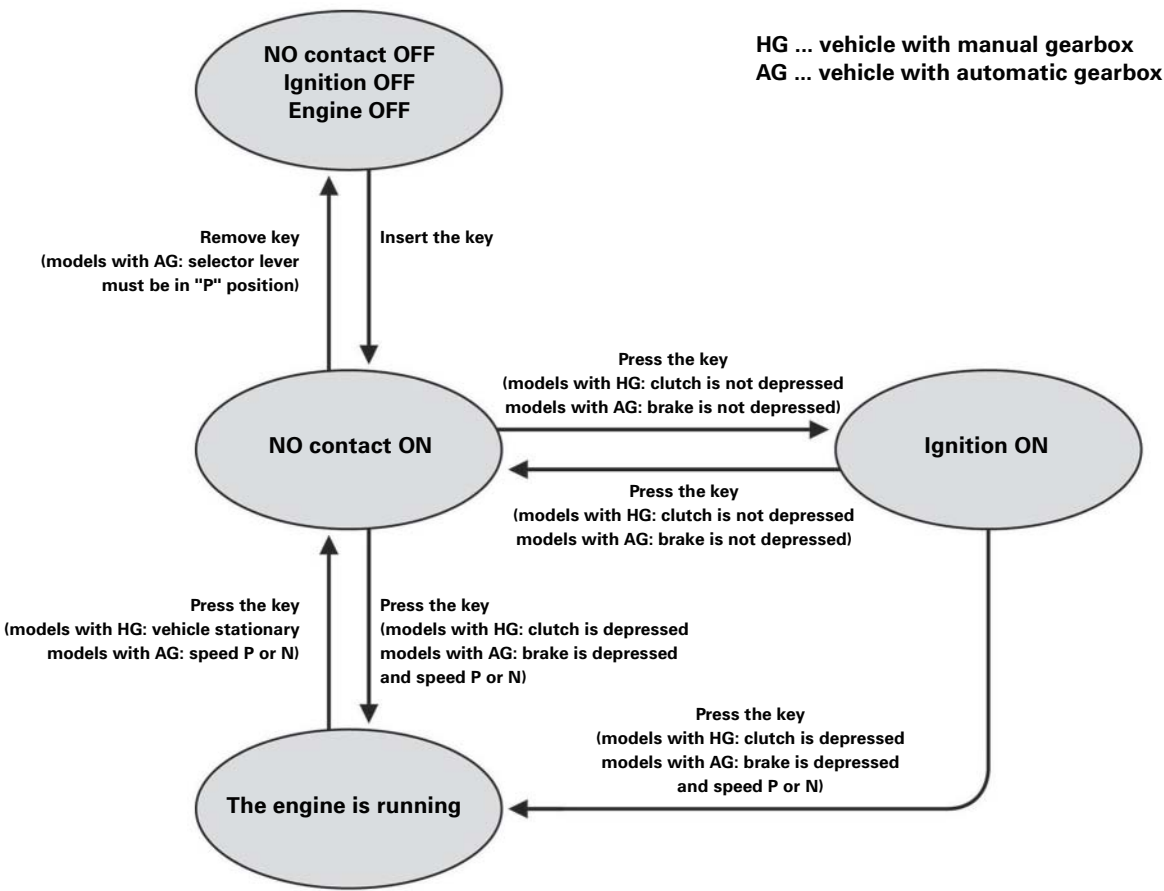 NO contact OFF
Ignition OFF
Engine OFF
HG ... vehicle with manual gearbox
AG ... vehicle with automatic gearbox
Remove key
(models with AG: selector lever
must be in "P" position)
Insert the key
Press the key
(models with HG: clutch is not depressed
models with AG: brake is not depressed)
NO contact ON
Ignition ON
Press the key
(models with HG: clutch is not depressed
models with AG: brake is not depressed)
Press the key
(models with HG: vehicle stationary
models with AG: speed P or N)
Press the key
(models with HG: clutch is depressed
models with AG: brake is depressed
and speed P or N)
Press the key
(models with HG: clutch is depressed
models with AG: brake is depressed
and speed P or N)
The engine is running